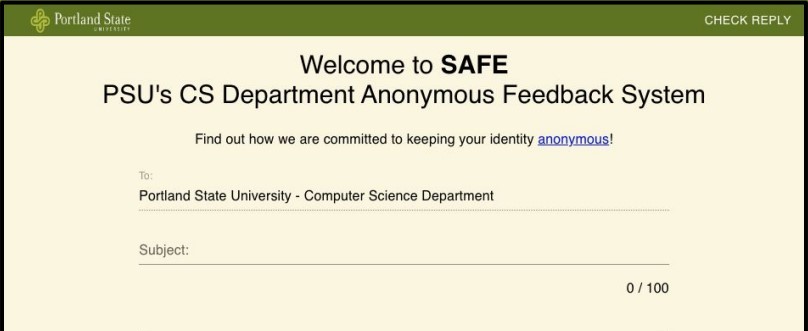 Portland State
UNIVERSITY
CHECK REPLY
Welcome to SAFE
PSU's CS Department Anonymous Feedback System
Find out how we are committed to keeping your identity anonymous!
To:
Portland State University - Computer Science Department
Subject:
0 / 100